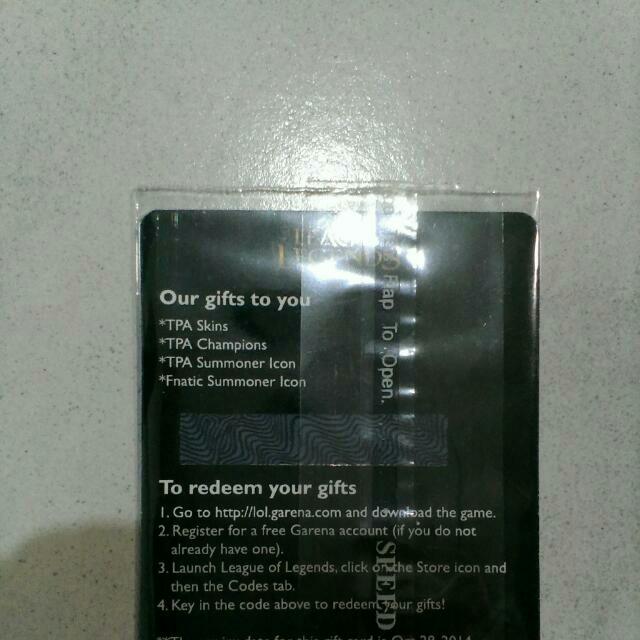 LEAGUE
LEGENDS
Our gifts to you
*TPA Skins
*TPA Champions
*TPA Summoner Icon
*Fnatic Summoner Icon
Flap To Open.
To redeem your gifts
1. Go to http://lol.garena.com and download the game.
2. Register for a free Garena account (if you do not
already have one).
3. Launch League of Legends, click on the Store icon and
then the Codes tab.
4. Key in the code above to redeem your gifts!